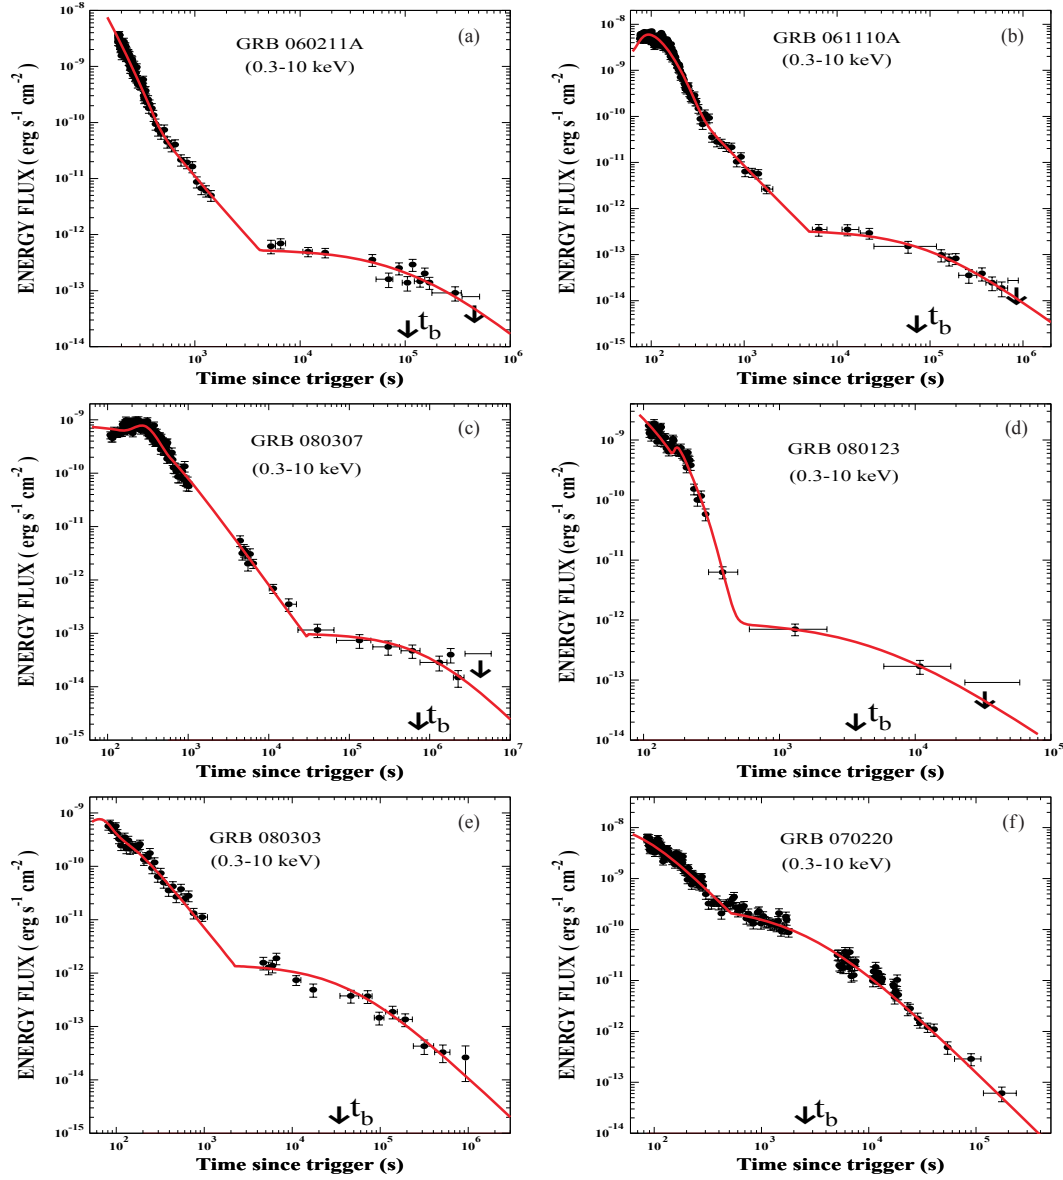 (a)
GRB 060211A
(0.3-10 keV)
ENERGY FLUX ( erg s⁻¹ cm⁻²)
10⁻⁸
10⁻⁹
10⁻¹⁰
10⁻¹¹
10⁻¹²
10⁻¹³
10⁻¹⁴
t_b
10³ 10⁴ 10⁵ 10⁶
Time since trigger (s)
(b)
GRB 061110A
(0.3-10 keV)
ENERGY FLUX ( erg s⁻¹ cm⁻²)
10⁻⁸
10⁻⁹
10⁻¹⁰
10⁻¹¹
10⁻¹²
10⁻¹³
10⁻¹⁴
10⁻¹⁵
t_b
10² 10³ 10⁴ 10⁵ 10⁶
Time since trigger (s)
(c)
GRB 080307
(0.3-10 keV)
ENERGY FLUX ( erg s⁻¹ cm⁻²)
10⁻⁹
10⁻¹⁰
10⁻¹¹
10⁻¹²
10⁻¹³
10⁻¹⁴
10⁻¹⁵
t_b
10² 10³ 10⁴ 10⁵ 10⁶ 10⁷
Time since trigger (s)
(d)
GRB 080123
(0.3-10 keV)
ENERGY FLUX (erg s⁻¹ cm⁻²)
10⁻⁹
10⁻¹⁰
10⁻¹¹
10⁻¹²
10⁻¹³
10⁻¹⁴
t_b
10² 10³ 10⁴ 10⁵
Time since trigger (s)
(e)
GRB 080303
(0.3-10 keV)
ENERGY FLUX ( erg s⁻¹ cm⁻²)
10⁻⁹
10⁻¹⁰
10⁻¹¹
10⁻¹²
10⁻¹³
10⁻¹⁴
10⁻¹⁵
t_b
10² 10³ 10⁴ 10⁵ 10⁶
Time since trigger (s)
(f)
GRB 070220
(0.3-10 keV)
ENERGY FLUX ( erg s⁻¹ cm⁻²)
10⁻⁸
10⁻⁹
10⁻¹⁰
10⁻¹¹
10⁻¹²
10⁻¹³
10⁻¹⁴
t_b
10² 10³ 10⁴ 10⁵
Time since trigger (s)